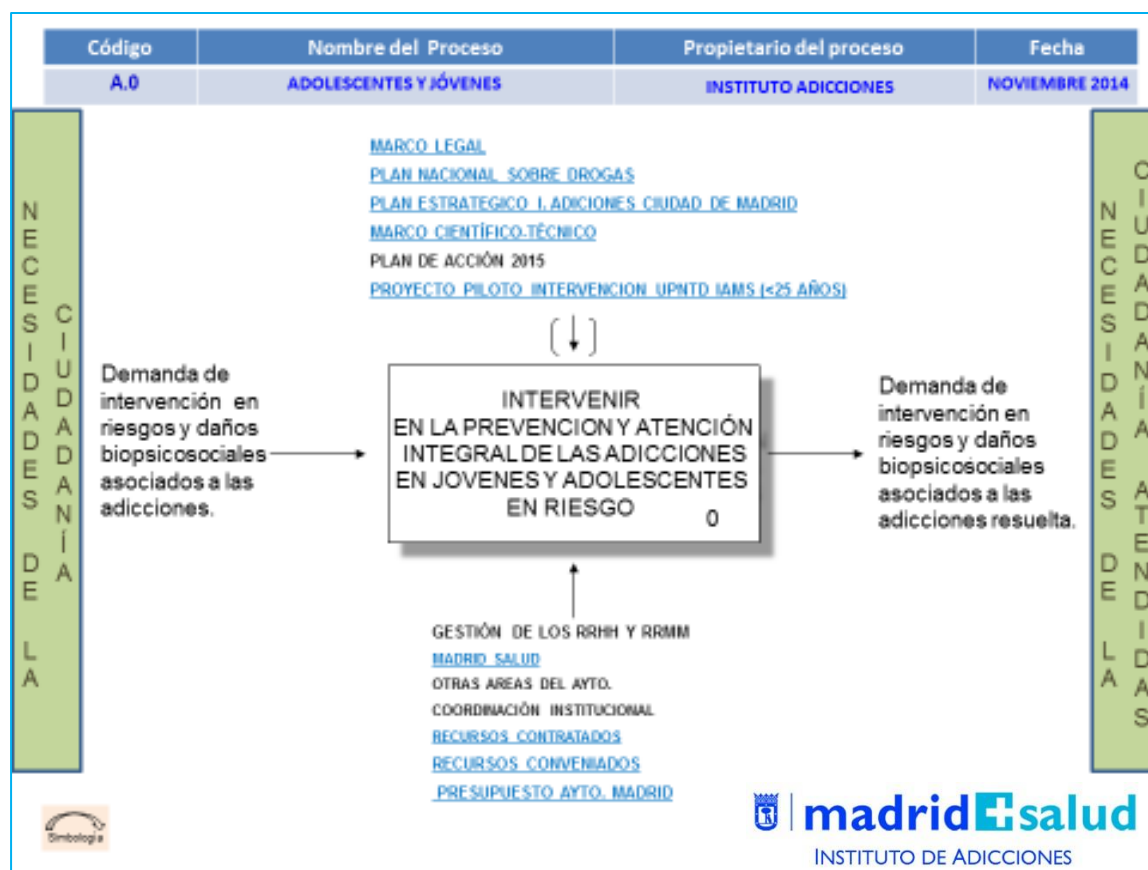 Código
Nombre del Proceso
Propietario del proceso
Fecha
A.0
ADOLESCENTES Y JÓVENES
INSTITUTO ADICCIONES
NOVIEMBRE 2014
NECESIDADES DE LA
CIUDADANÍA
MARCO LEGAL
PLAN NACIONAL SOBRE DROGAS
PLAN ESTRATEGICO I. ADICIONES CIUDAD DE MADRID
MARCO CIENTÍFICO-TÉCNICO
PLAN DE ACCIÓN 2015
PROYECTO PILOTO INTERVENCION UPNTD IAMS (<25 AÑOS)
( )
Demanda de
intervención en
riesgos y daños
biopsicosociales
asociados a las
adicciones.
INTERVENIR
EN LA PREVENCION Y ATENCIÓN
INTEGRAL DE LAS ADICCIONES
EN JOVENES Y ADOLESCENTES
EN RIESGO
0
Demanda de
intervención en
riesgos y daños
biopsicosociales
asociados a las
adicciones resuelta.
NECESIDADES DE LA
CIUDADANÍA ATENDIDAS
GESTIÓN DE LOS RRHH Y RRMM
MADRID SALUD
OTRAS AREAS DEL AYTO.
COORDINACIÓN INSTITUCIONAL
RECURSOS CONTRATADOS
RECURSOS CONVENIADOS
PRESUPUESTO AYTO. MADRID
Simbología
madrid salud
INSTITUTO DE ADICCIONES